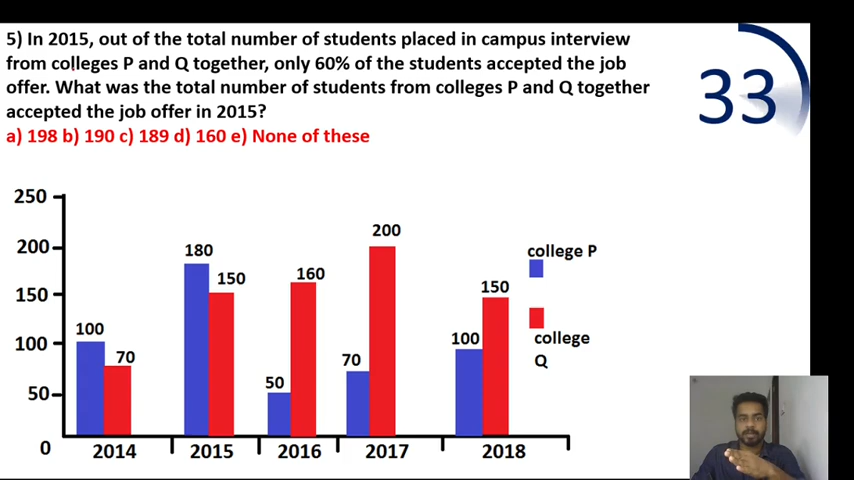 5) In 2015, out of the total number of students placed in campus interview
from colleges P and Q together, only 60% of the students accepted the job
offer. What was the total number of students from colleges P and Q together
accepted the job offer in 2015?
a) 198 b) 190 c) 189 d) 160 e) None of these
33
250
200
150
100
50
0
100
70
180
150
50
160
70
200
100
150
college P
college
Q
2014
2015
2016
2017
2018